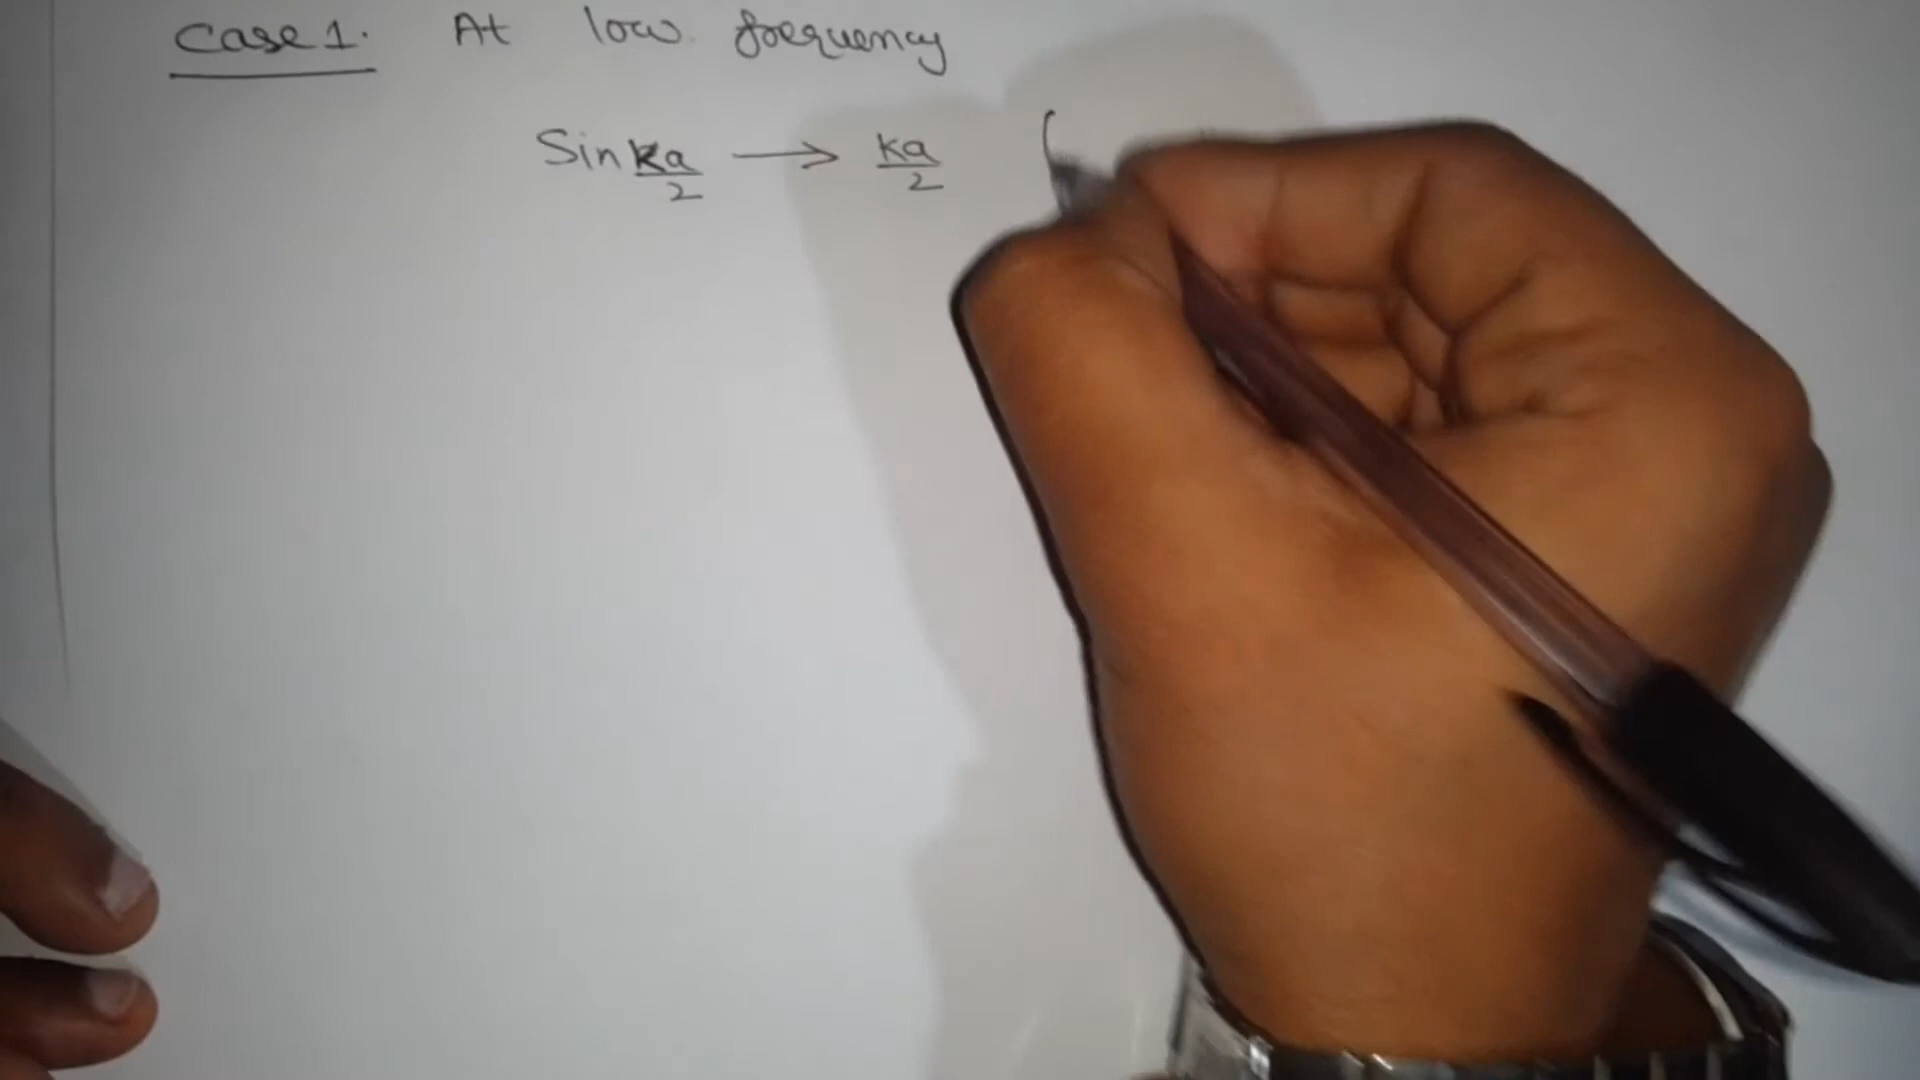 Case 1. At low frequency
Sin ka/2 → ka/2 (